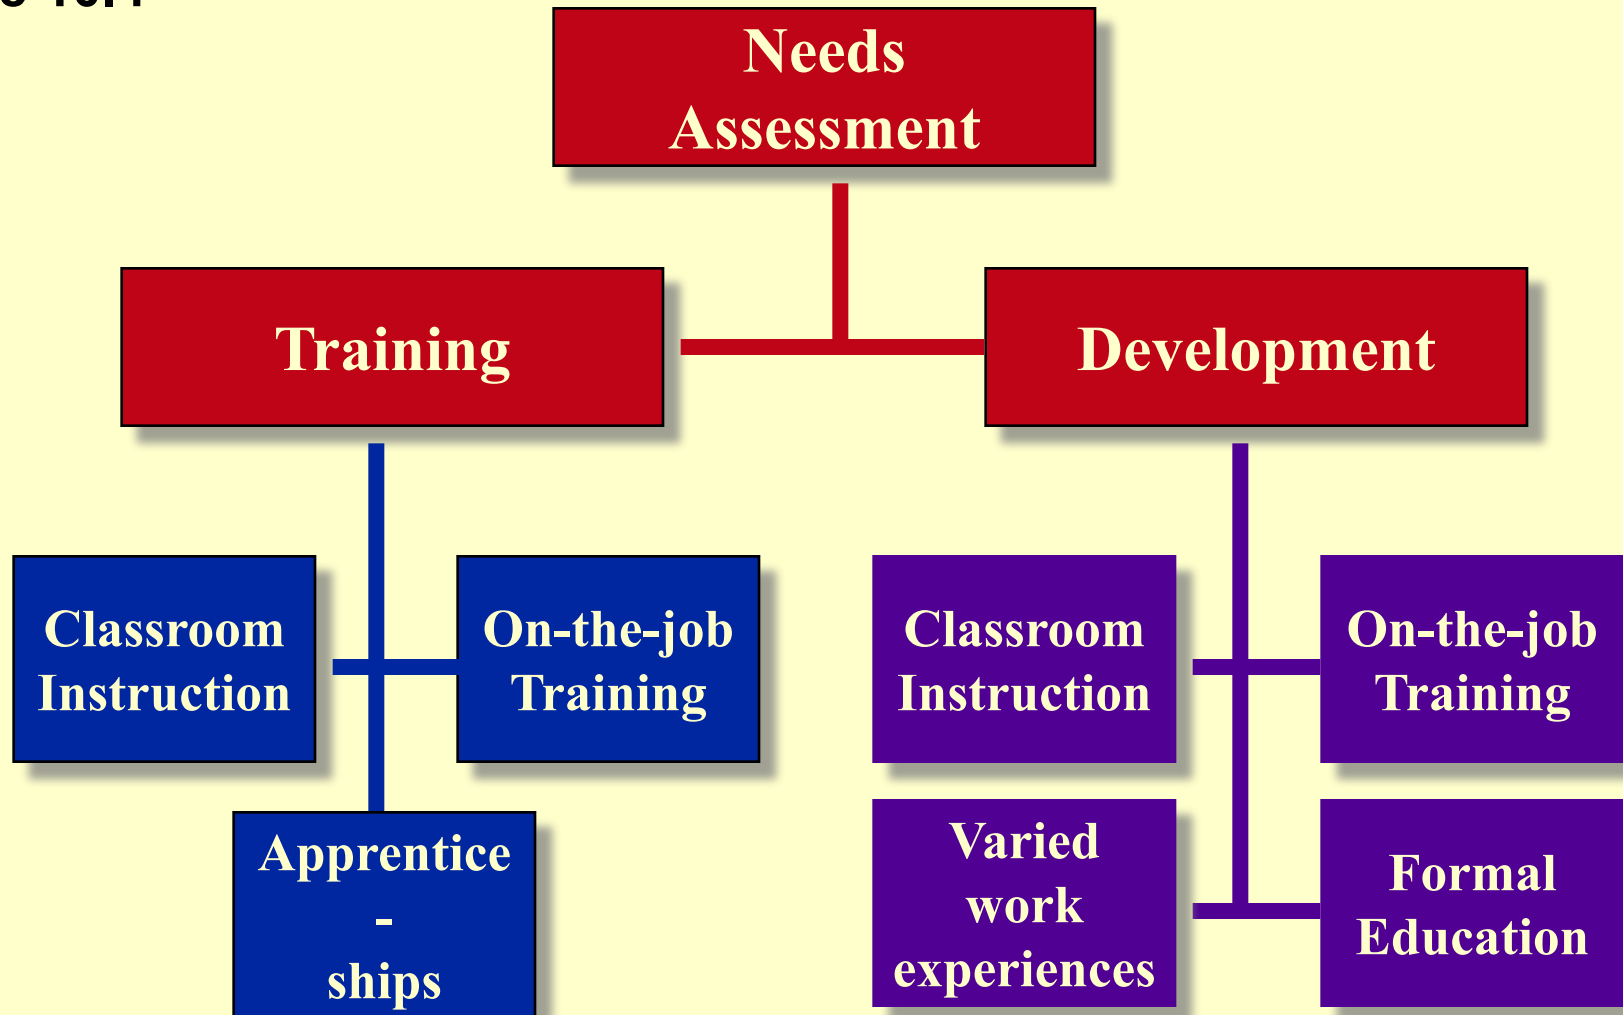 Needs
Assessment
Training
Development
Classroom
Instruction
On-the-job
Training
Classroom
Instruction
On-the-job
Training
Apprentice
-
ships
Varied
work
experiences
Formal
Education